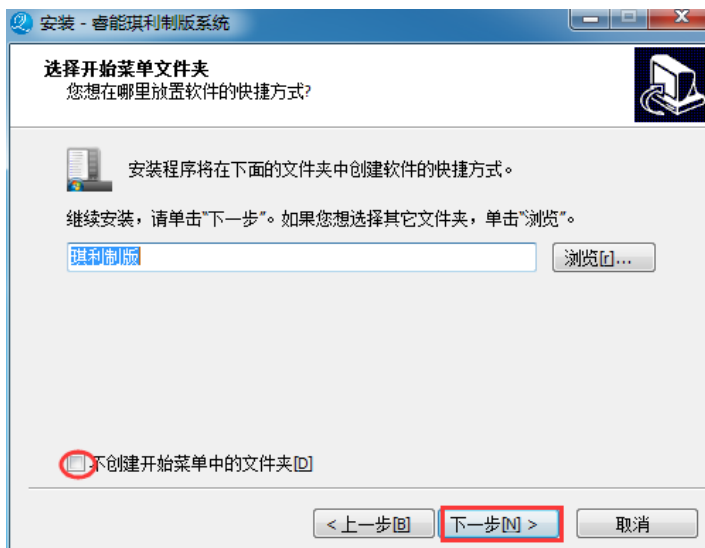 安装 - 睿能琪利制版系统
选择开始菜单文件夹
您想在哪里放置软件的快捷方式?
安装程序将在下面的文件夹中创建软件的快捷方式。
继续安装，请单击“下一步”。如果您想选择其它文件夹，单击“浏览”。
琪利制版
浏览[r]...
不创建开始菜单中的文件夹[D]
<上一步[B]
下一步[N] >
取消